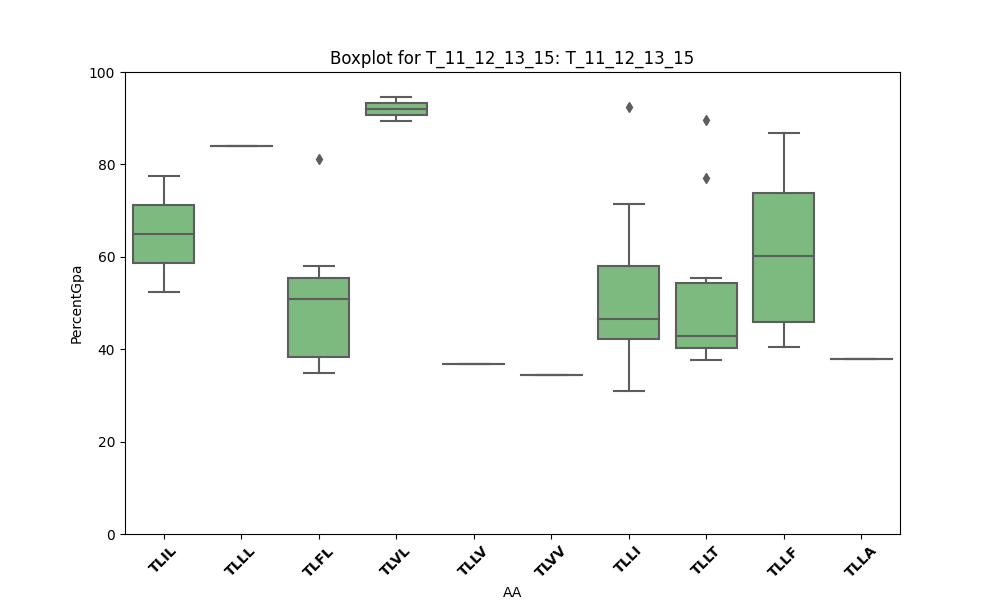 Boxplot for T_11_12_13_15: T_11_12_13_15
100
80
60
40
20
0
PercentGpa
TLIL TLLL TLFL TLVL TLLV TLVV TLLI TLLT TLLF TLLA
AA